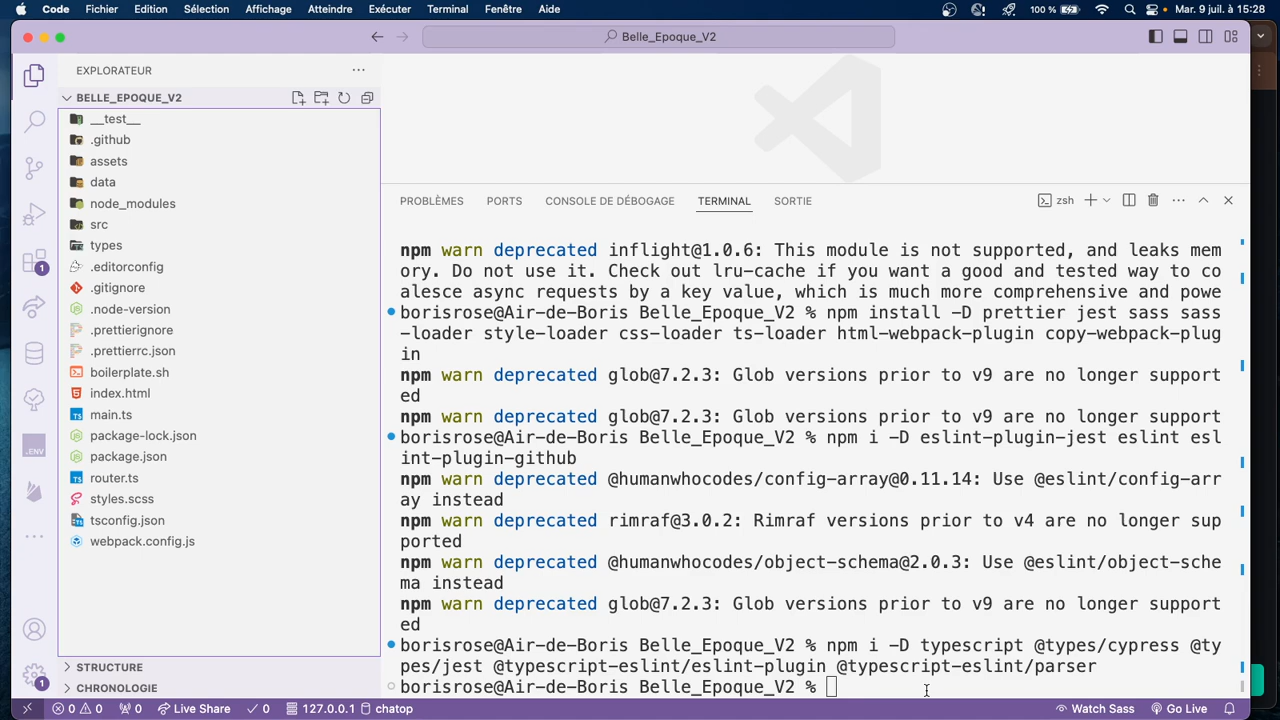 Code Fichier Edition Sélection Affichage Atteindre Exécuter Terminal Fenêtre Aide 100 % Mar. 9 juil. à 15:28
Belle_Epoque_V2
EXPLORATEUR
BELLE_EPOQUE_V2
__test__
.github
assets
data
node_modules
src
types
.editorconfig
.gitignore
.node-version
.prettierignore
.prettierrc.json
boilerplate.sh
index.html
main.ts
package-lock.json
package.json
router.ts
styles.scss
tsconfig.json
webpack.config.js
STRUCTURE
CHRONOLOGIE
1
.ENV
1
PROBLÈMES PORTS CONSOLE DE DÉBOGAGE TERMINAL SORTIE zsh
npm warn deprecated inflight@1.0.6: This module is not supported, and leaks mem
ory. Do not use it. Check out lru-cache if you want a good and tested way to co
alesce async requests by a key value, which is much more comprehensive and powe
borisrose@Air-de-Boris Belle_Epoque_V2 % npm install -D prettier jest sass sass
-loader style-loader css-loader ts-loader html-webpack-plugin copy-webpack-plug
in
npm warn deprecated glob@7.2.3: Glob versions prior to v9 are no longer support
ed
npm warn deprecated glob@7.2.3: Glob versions prior to v9 are no longer support
borisrose@Air-de-Boris Belle_Epoque_V2 % npm i -D eslint-plugin-jest eslint esl
int-plugin-github
npm warn deprecated @humanwhocodes/config-array@0.11.14: Use @eslint/config-arr
ay instead
npm warn deprecated rimraf@3.0.2: Rimraf versions prior to v4 are no longer sup
ported
npm warn deprecated @humanwhocodes/object-schema@2.0.3: Use @eslint/object-sche
ma instead
npm warn deprecated glob@7.2.3: Glob versions prior to v9 are no longer support
ed
borisrose@Air-de-Boris Belle_Epoque_V2 % npm i -D typescript @types/cypress @ty
pes/jest @typescript-eslint/eslint-plugin @typescript-eslint/parser
borisrose@Air-de-Boris Belle_Epoque_V2 %
0 0 0 Live Share 0 127.0.0.1 chatop Watch Sass Go Live